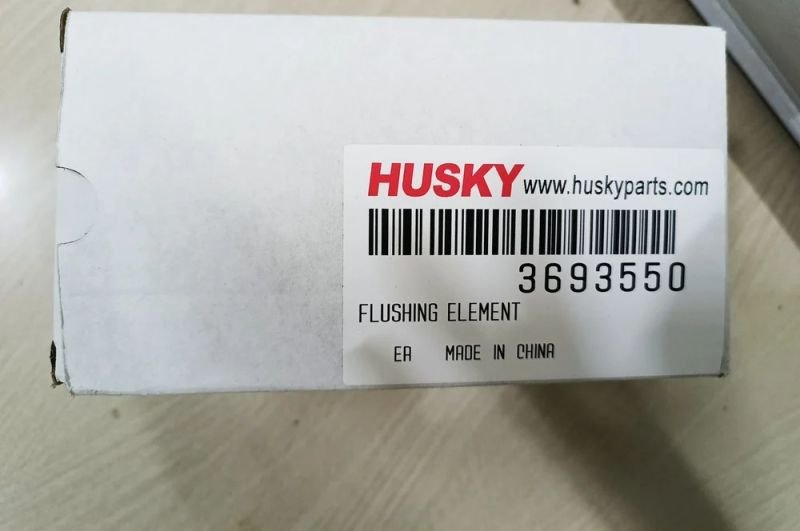 HUSKY www.huskyparts.com
3693550
FLUSHING ELEMENT
EA MADE IN CHINA